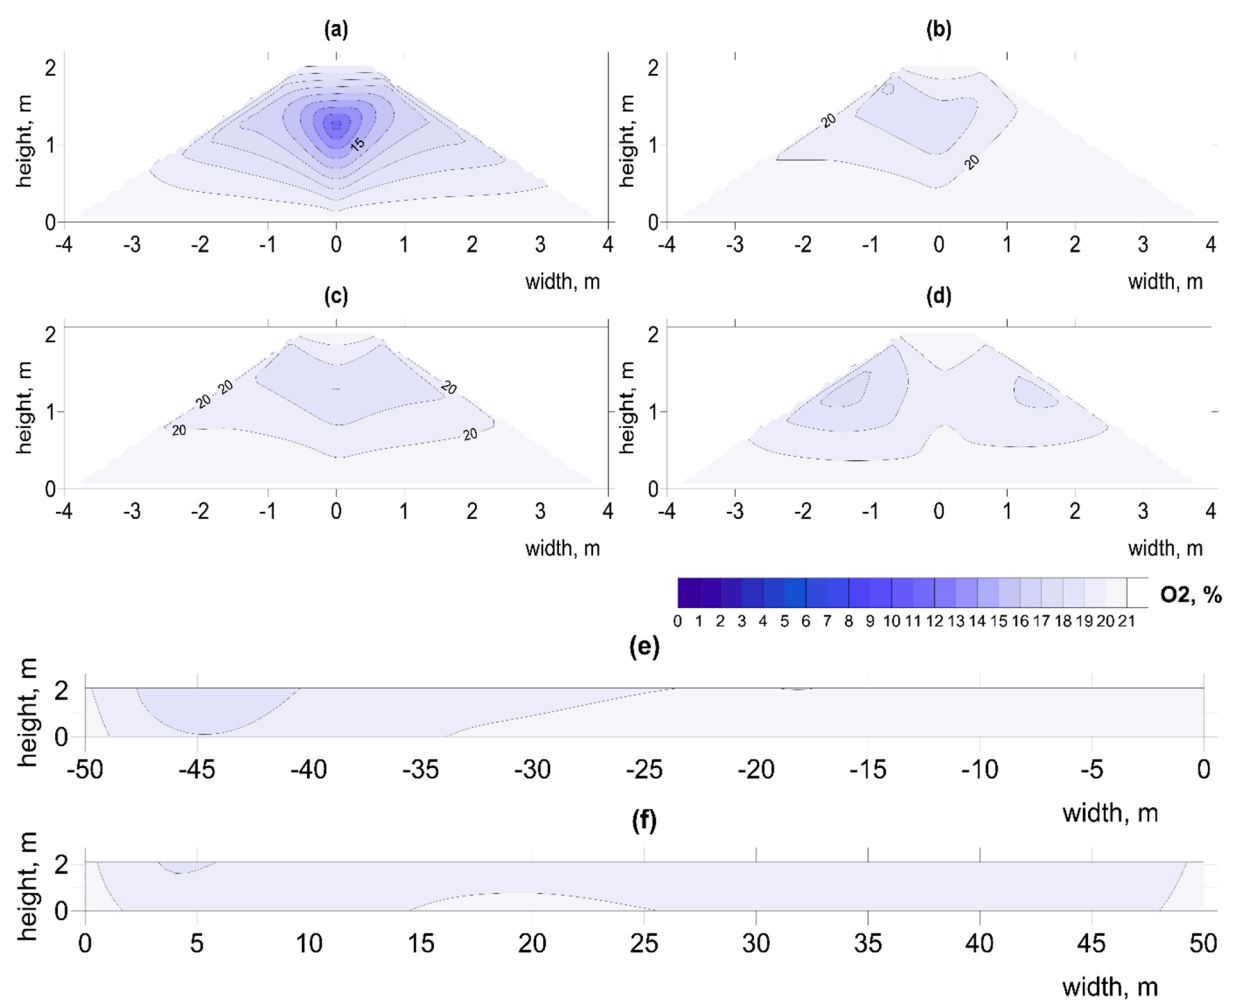 (a) (b)
height, m 2 1 0 15
-4 -3 -2 -1 0 1 2 3 4
width, m
height, m 2 1 0 20 20
-4 -3 -2 -1 0 1 2 3 4
width, m
(c) (d)
height, m 2 1 0 20 20 20 20 20
-4 -3 -2 -1 0 1 2 3 4
width, m
height, m 2 1 0
-4 -3 -2 -1 0 1 2 3 4
width, m
O2, %
0 1 2 3 4 5 6 7 8 9 10 11 12 13 14 15 16 17 18 19 20 21
(e)
height, m 2 0
-50 -45 -40 -35 -30 -25 -20 -15 -10 -5 0
width, m
(f)
height, m 2 0
0 5 10 15 20 25 30 35 40 45 50
width, m